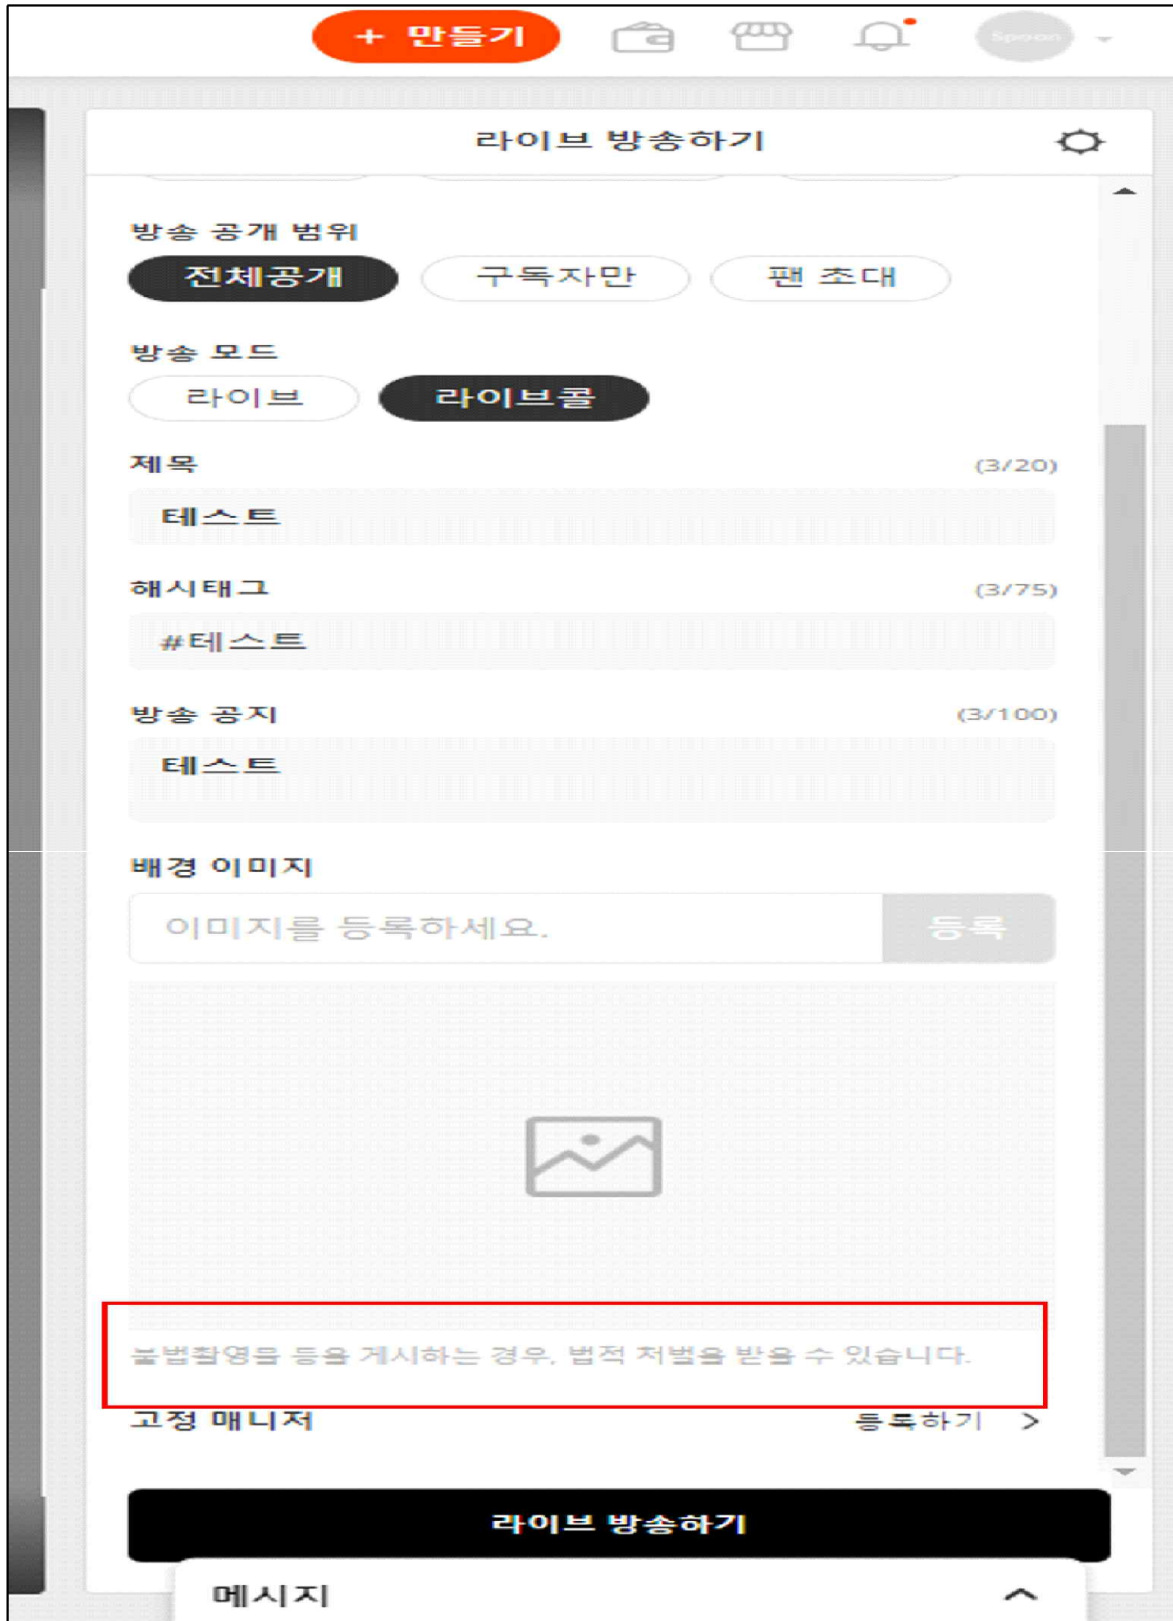 + 만들기
Spoon
라이브 방송하기
방송 공개 범위
전체공개 구독자만 팬 초대
방송 모드
라이브 라이브콜
제목 (3/20)
테스트
해시태그 (3/75)
#테스트
방송 공지 (3/100)
테스트
배경 이미지
이미지를 등록하세요. 등록
불법촬영물 등을 게시하는 경우, 법적 처벌을 받을 수 있습니다.
고정 매니저 등록하기 >
라이브 방송하기
메시지